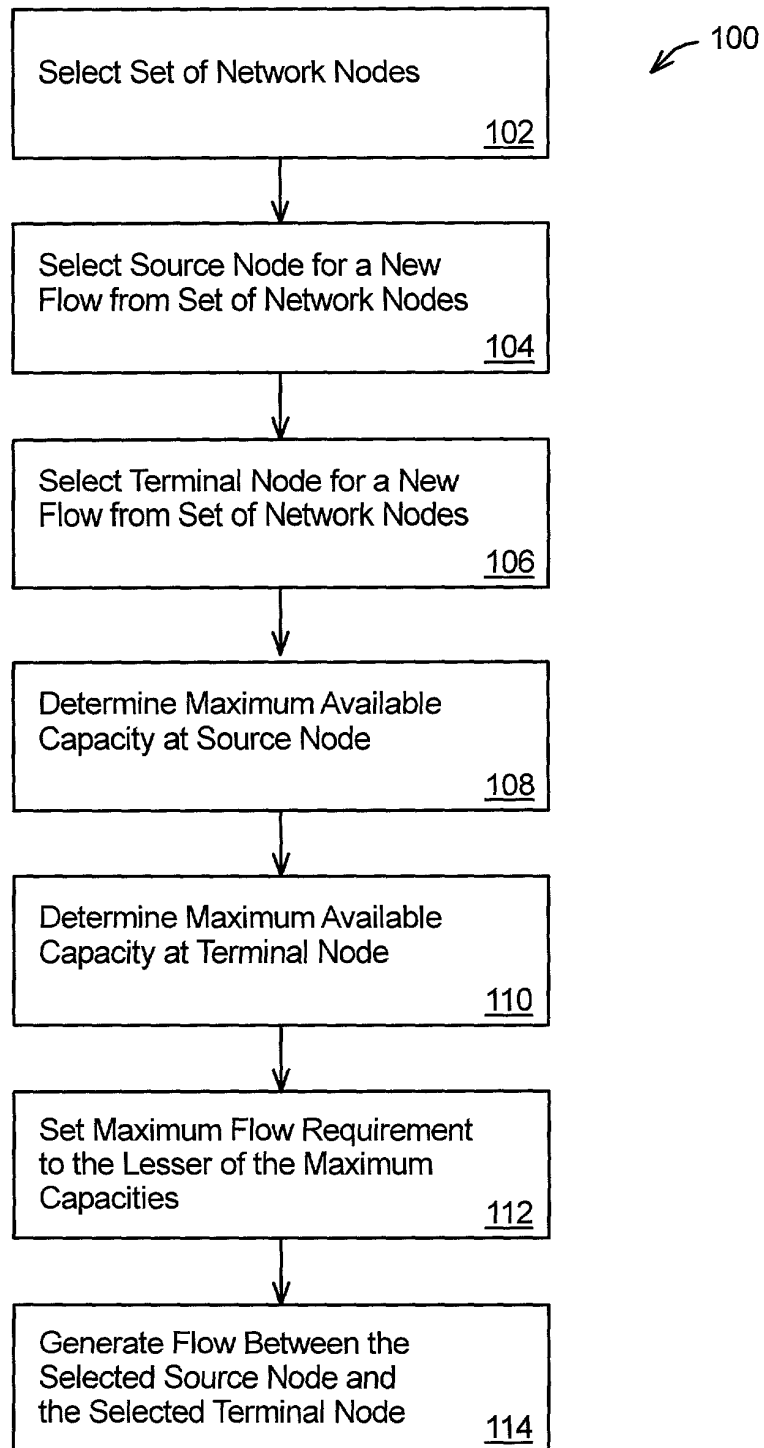 100
Select Set of Network Nodes
102
Select Source Node for a New
Flow from Set of Network Nodes
104
Select Terminal Node for a New
Flow from Set of Network Nodes
106
Determine Maximum Available
Capacity at Source Node
108
Determine Maximum Available
Capacity at Terminal Node
110
Set Maximum Flow Requirement
to the Lesser of the Maximum
Capacities
112
Generate Flow Between the
Selected Source Node and
the Selected Terminal Node
114